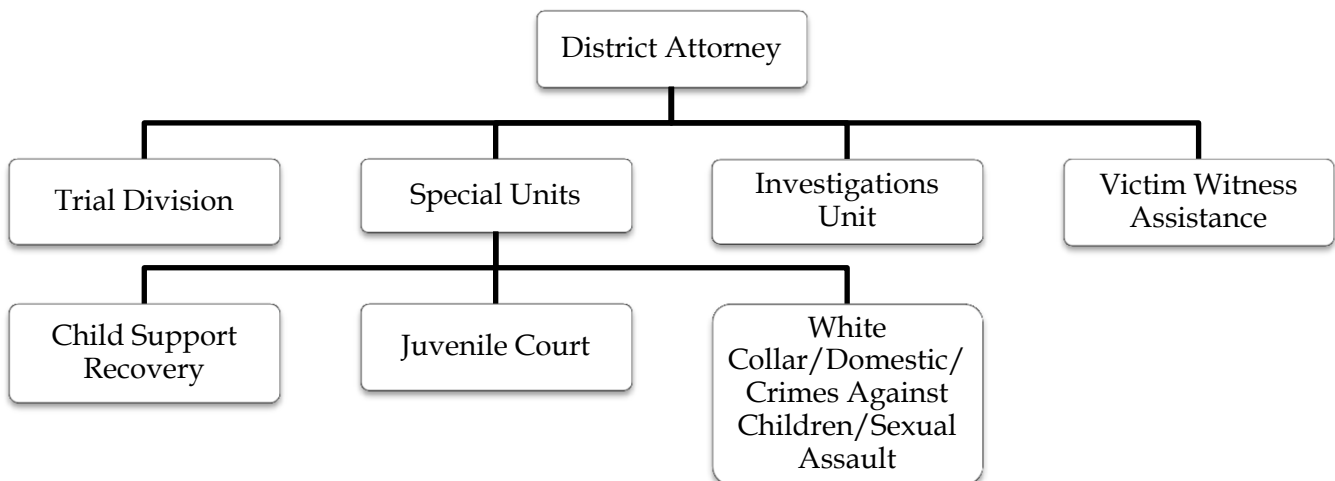 District Attorney
Trial Division
Special Units
Investigations
Unit
Victim Witness
Assistance
Child Support
Recovery
Juvenile Court
White
Collar/Domestic/
Crimes Against
Children/Sexual
Assault